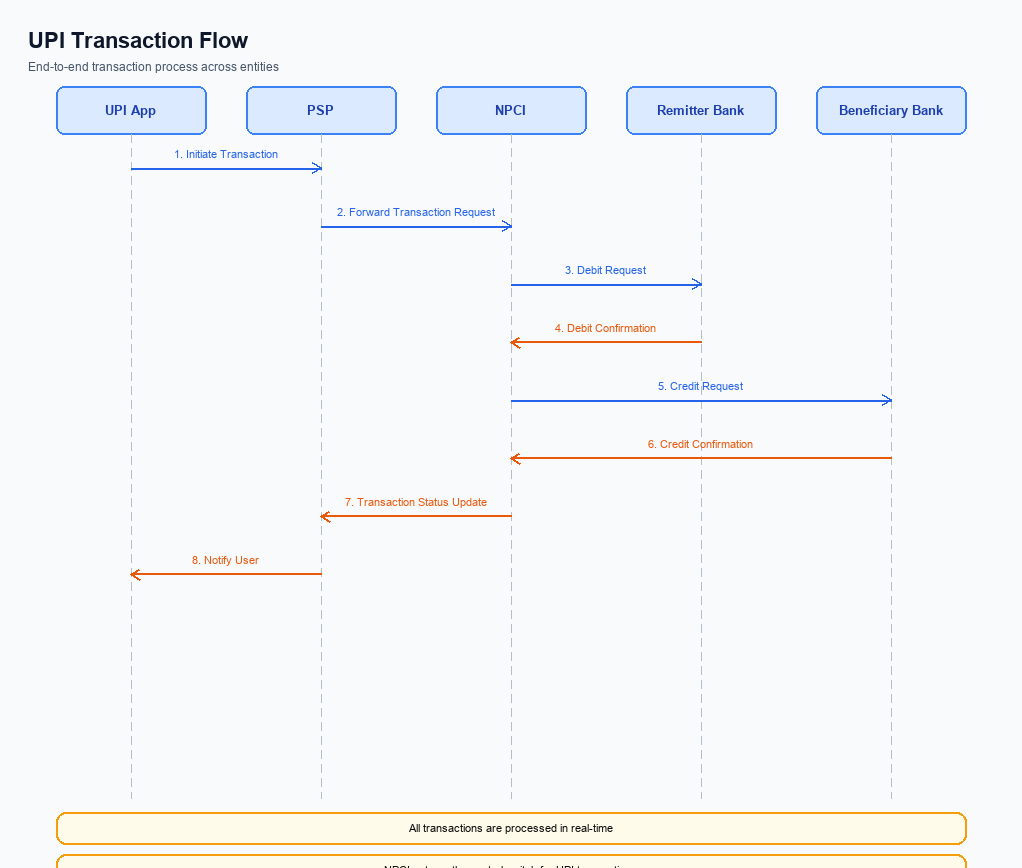 UPI Transaction Flow
End-to-end transaction process across entities
UPI App
PSP
NPCI
Remitter Bank
Beneficiary Bank
1. Initiate Transaction
2. Forward Transaction Request
3. Debit Request
4. Debit Confirmation
5. Credit Request
6. Credit Confirmation
7. Transaction Status Update
8. Notify User
All transactions are processed in real-time